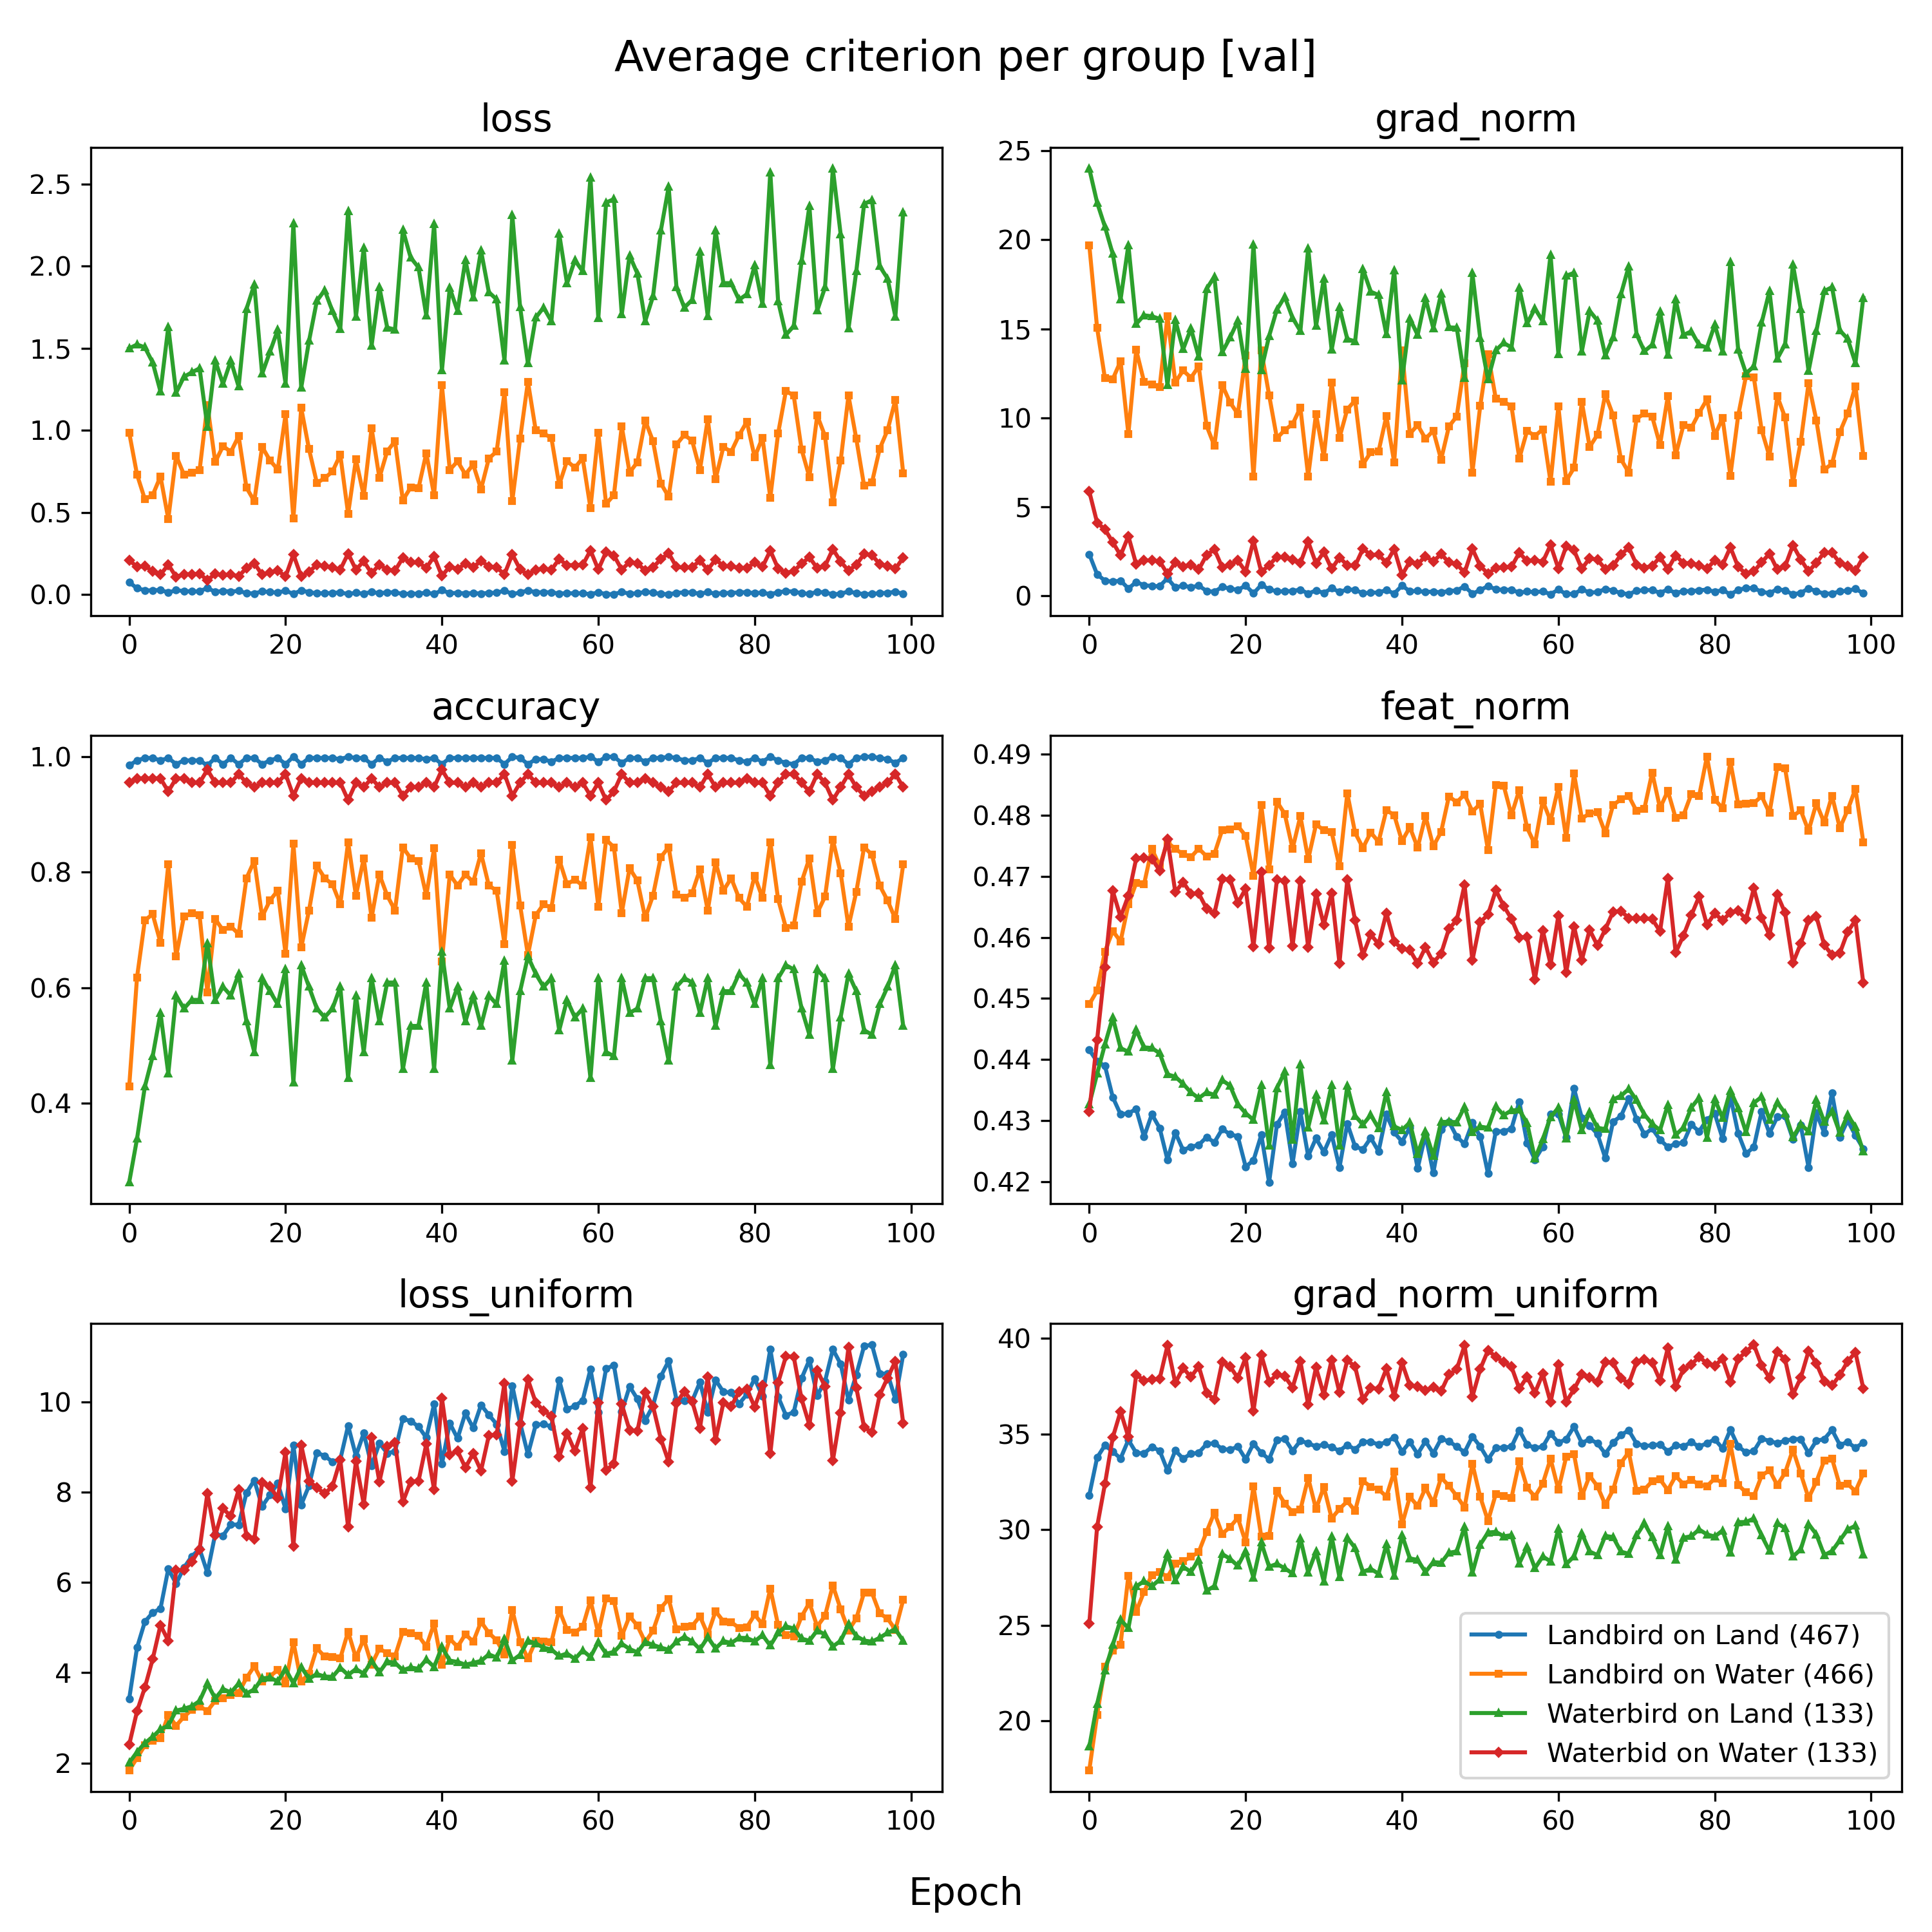 Average criterion per group [val]
loss
grad_norm
2.5
2.0
1.5
1.0
0.5
0.0
0 20 40 60 80 100
25
20
15
10
5
0
0 20 40 60 80 100
accuracy
feat_norm
1.0
0.8
0.6
0.4
0 20 40 60 80 100
0.49
0.48
0.47
0.46
0.45
0.44
0.43
0.42
0 20 40 60 80 100
loss_uniform
grad_norm_uniform
10
8
6
4
2
0 20 40 60 80 100
40
35
30
25
20
0 20 40 60 80 100
Landbird on Land (467)
Landbird on Water (466)
Waterbird on Land (133)
Waterbid on Water (133)
Epoch